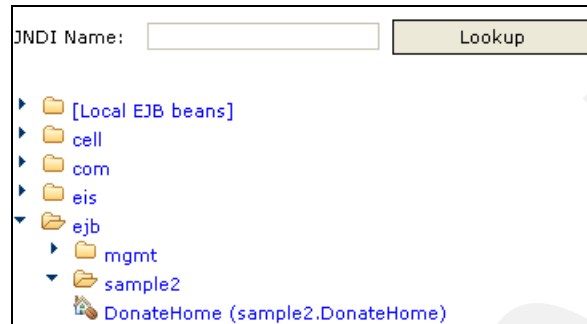 JNDI Name: Lookup
[Local EJB beans]
cell
com
eis
ejb
mgmt
sample2
DonateHome (sample2.DonateHome)